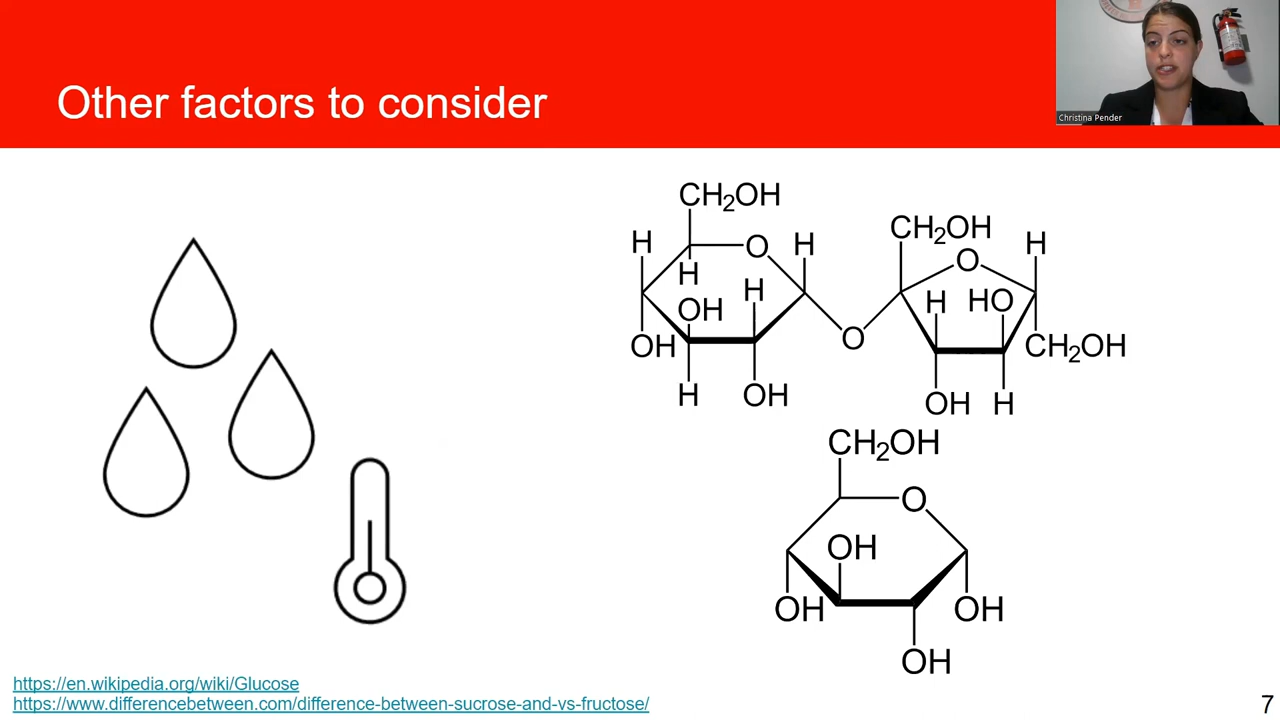 Other factors to consider
Christina Pender
CH2OH
H
O
H
CH2OH
H
O
H
OH
H
H
HO
OH
O
CH2OH
H
OH
OH
H
CH2OH
O
OH
OH
OH
OH
https://en.wikipedia.org/wiki/Glucose
https://www.differencebetween.com/difference-between-sucrose-and-vs-fructose/
7